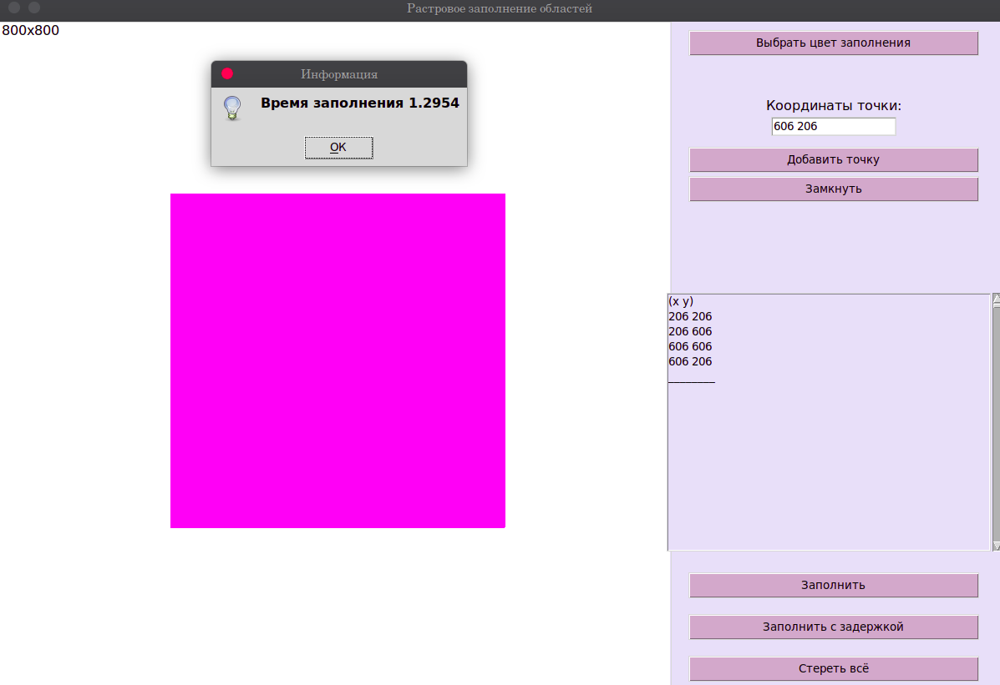 Растровое заполнение областей
800x800
Информация
Время заполнения 1.2954
OK
Выбрать цвет заполнения
Координаты точки:
606 206
Добавить точку
Замкнуть
(x y)
206 206
206 606
606 606
606 206
________
Заполнить
Заполнить с задержкой
Стереть всё